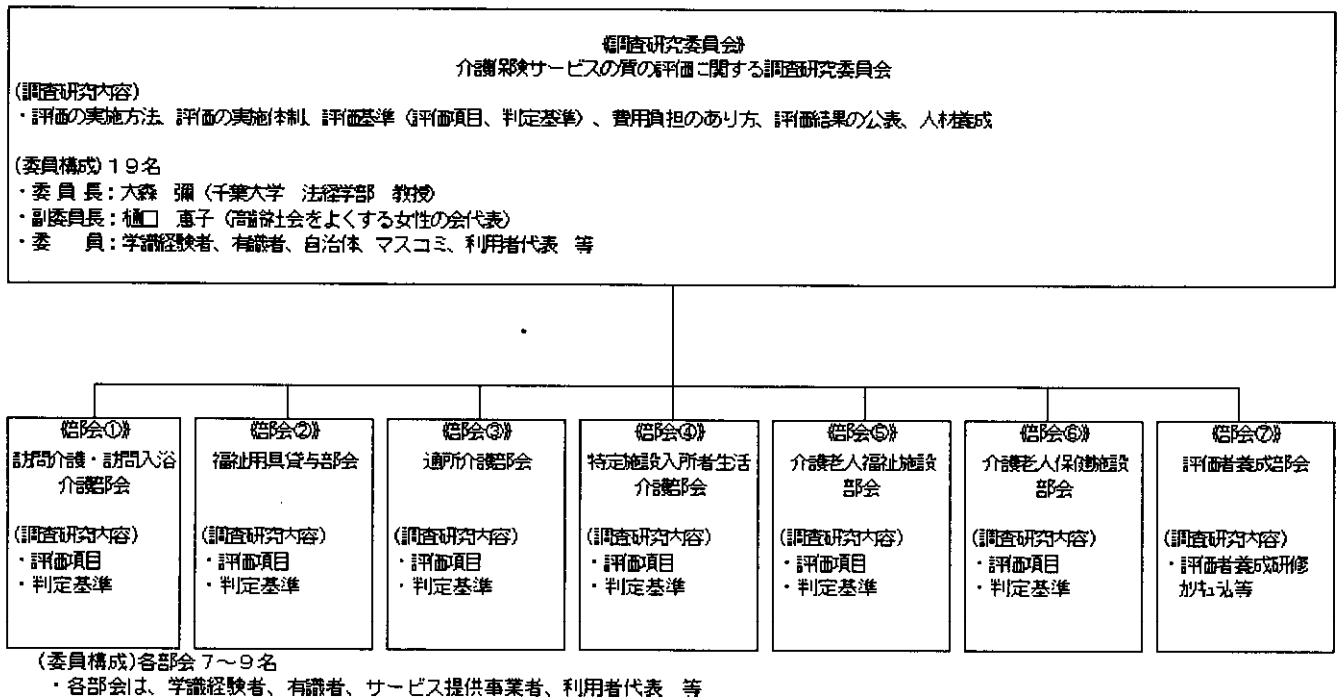 《調査研究委員会》
介護保険サービスの質の評価に関する調査研究委員会
(調査研究内容)
・評価の実施方法、評価の実施体制、評価基準（評価項目、判定基準）、費用負担のあり方、評価結果の公表、人材養成
(委員構成)19名
・委員長：大森　彌（千葉大学　法経学部　教授）
・副委員長：樋口　恵子（高齢社会をよくする女性の会代表）
・委　　員：学識経験者、有識者、自治体、マスコミ、利用者代表　等
《部会①》
訪問介護・訪問入浴
介護部会
(調査研究内容)
・評価項目
・判定基準
《部会②》
福祉用具貸与部会
(調査研究内容)
・評価項目
・判定基準
《部会③》
通所介護部会
(調査研究内容)
・評価項目
・判定基準
《部会④》
特定施設入所者生活
介護部会
(調査研究内容)
・評価項目
・判定基準
《部会⑤》
介護老人福祉施設
部会
(調査研究内容)
・評価項目
・判定基準
《部会⑥》
介護老人保健施設
部会
(調査研究内容)
・評価項目
・判定基準
《部会⑦》
評価者養成部会
(調査研究内容)
・評価者養成研修
ｶﾘｷｭﾗﾑ等
(委員構成)各部会7～9名
・各部会は、学識経験者、有識者、サービス提供事業者、利用者代表　等